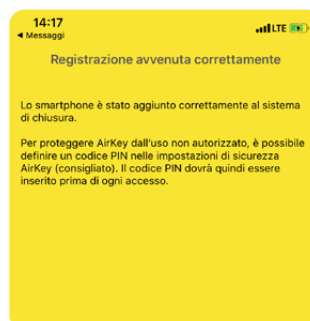 14:17
LTE
◀ Messaggi
Registrazione avvenuta correttamente
Lo smartphone è stato aggiunto correttamente al sistema
di chiusura.
Per proteggere AirKey dall'uso non autorizzato, è possibile
definire un codice PIN nelle impostazioni di sicurezza
AirKey (consigliato). Il codice PIN dovrà quindi essere
inserito prima di ogni accesso.